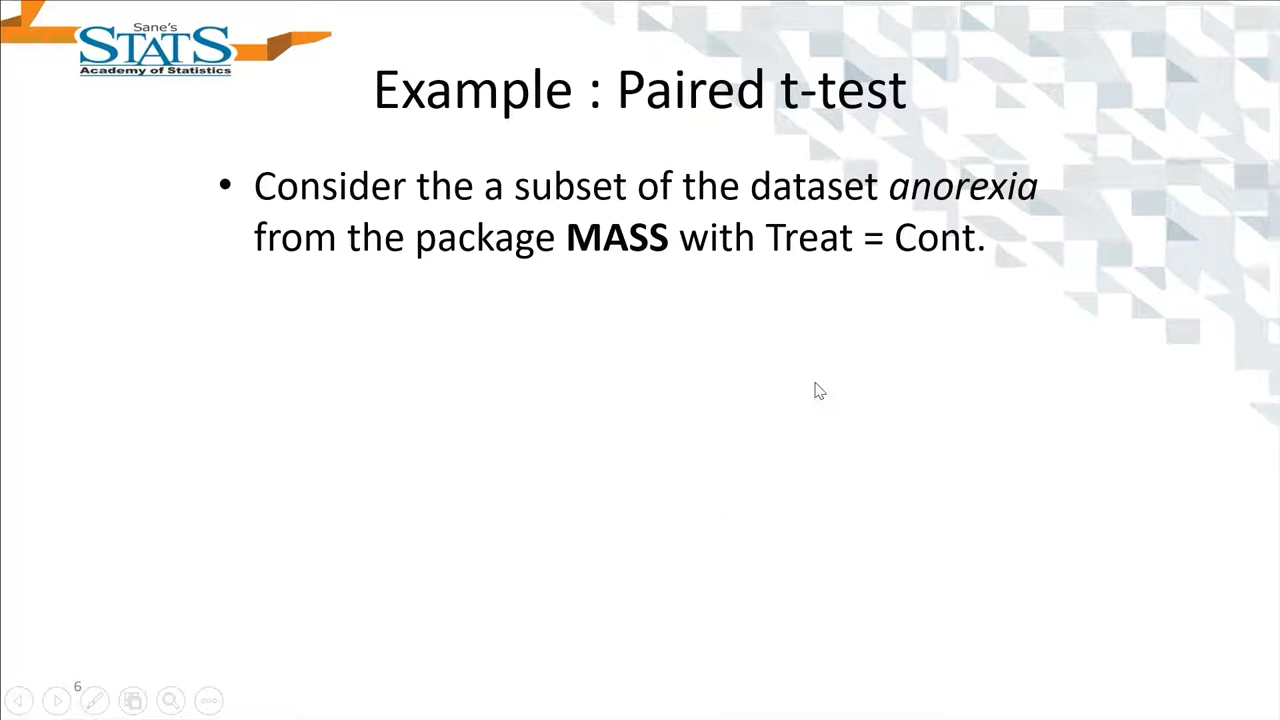 Sane's
STATS
Academy of Statistics
Example : Paired t-test
• Consider the a subset of the dataset anorexia
from the package MASS with Treat = Cont.
6